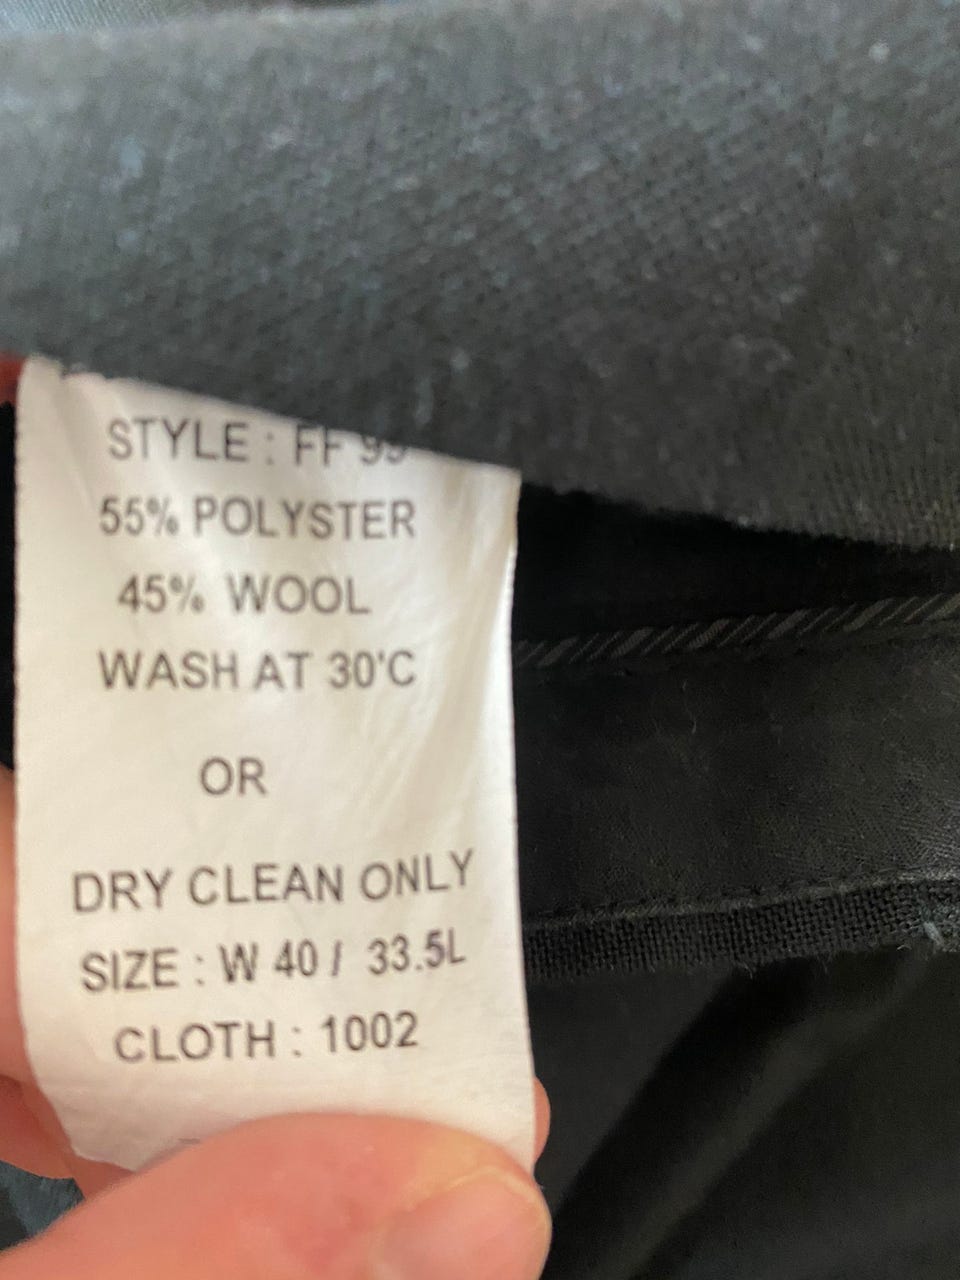 STYLE : FF 99
55% POLYSTER
45% WOOL
WASH AT 30'C
OR
DRY CLEAN ONLY
SIZE : W 40 / 33.5L
CLOTH : 1002